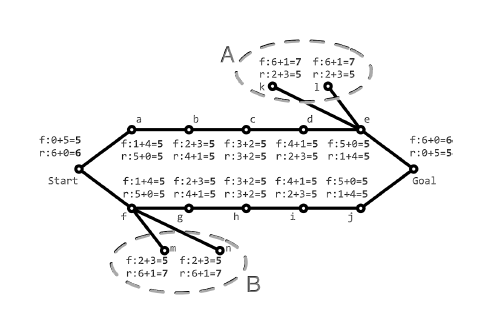 A
f:6+1=7 f:6+1=7
r:2+3=5 r:2+3=5
k l
a b c d e
f:0+5=5 f:1+4=5 f:2+3=5 f:3+2=5 f:4+1=5 f:5+0=5 f:6+0=6
r:6+0=6 r:5+0=5 r:4+1=5 r:3+2=5 r:2+3=5 r:1+4=5 r:0+5=5
Start Goal
f:1+4=5 f:2+3=5 f:3+2=5 f:4+1=5 f:5+0=5
r:5+0=5 r:4+1=5 r:3+2=5 r:2+3=5 r:1+4=5
f g h i j
m n
f:2+3=5 f:2+3=5
r:6+1=7 r:6+1=7
B